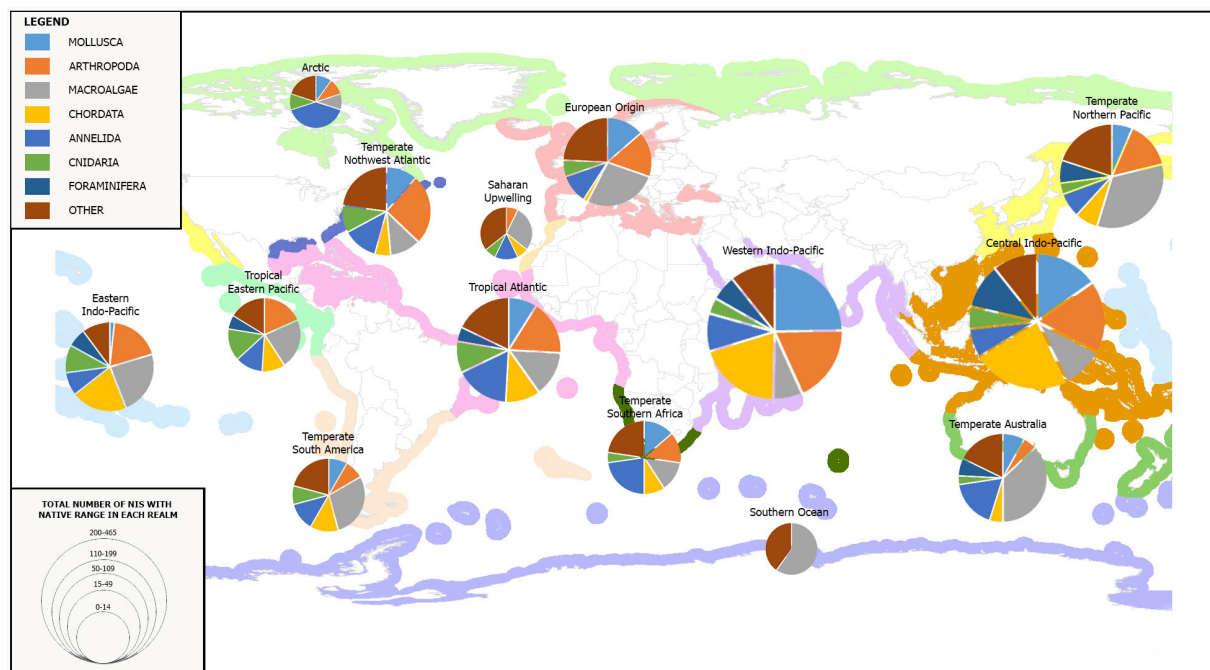 LEGEND
MOLLUSCA
ARTHROPODA
MACROALGAE
CHORDATA
ANNELIDA
CNIDARIA
FORAMINIFERA
OTHER
Arctic
European Origin
Temperate
Northern Pacific
Temperate
Nothwest Atlantic
Saharan
Upwelling
Western Indo-Pacific
Central Indo-Pacific
Eastern
Indo-Pacific
Tropical
Eastern Pacific
Tropical Atlantic
Temperate
Southern Africa
Temperate Australia
Temperate
South America
Southern Ocean
TOTAL NUMBER OF NIS WITH
NATIVE RANGE IN EACH REALM
200-465
110-199
50-109
15-49
0-14